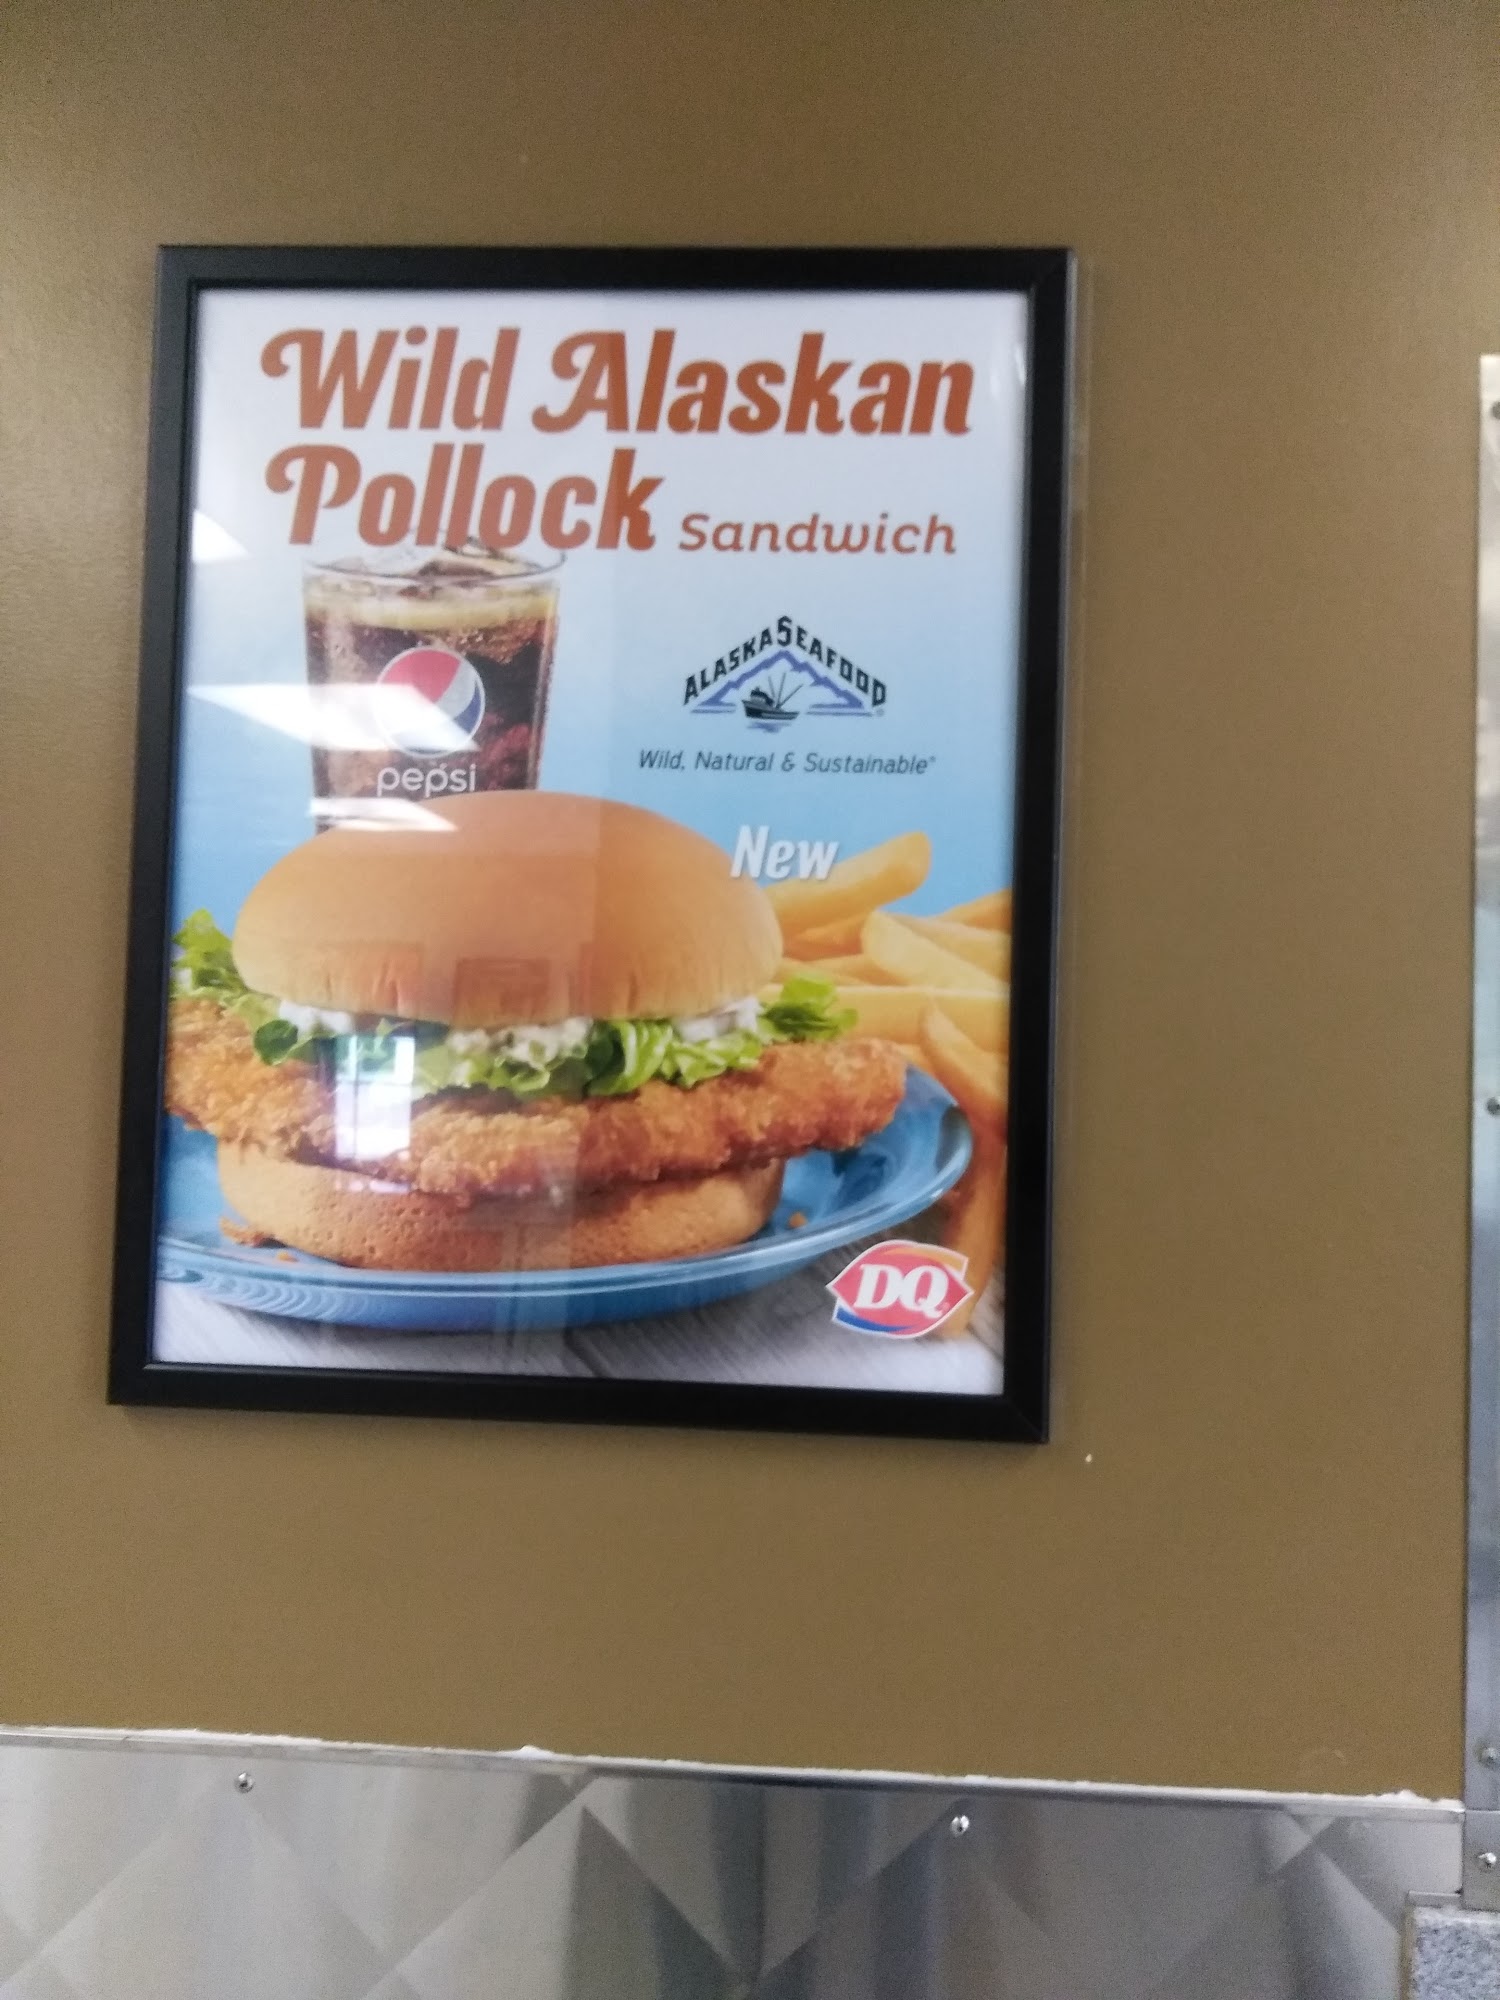 Wild Alaskan
Pollock Sandwich
ALASKA SEAFOOD®
Wild, Natural & Sustainable®
pepsi
New
DQ®